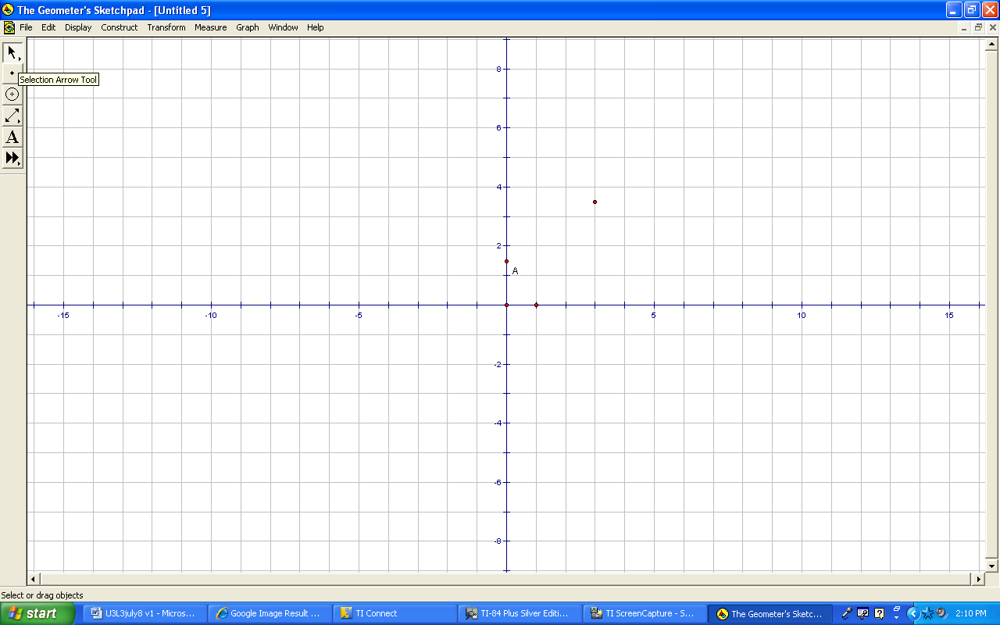 The Geometer's Sketchpad - [Untitled 5]
File Edit Display Construct Transform Measure Graph Window Help
Selection Arrow Tool
A
8
6
4
2
A
-15 -10 -5 5 10 15
-2
-4
-6
-8
Select or drag objects
start U3L3july8 v1 - Micros... Google Image Result ... TI Connect TI-84 Plus Silver Editi... TI ScreenCapture - S... The Geometer's Sketc... 2:10 PM